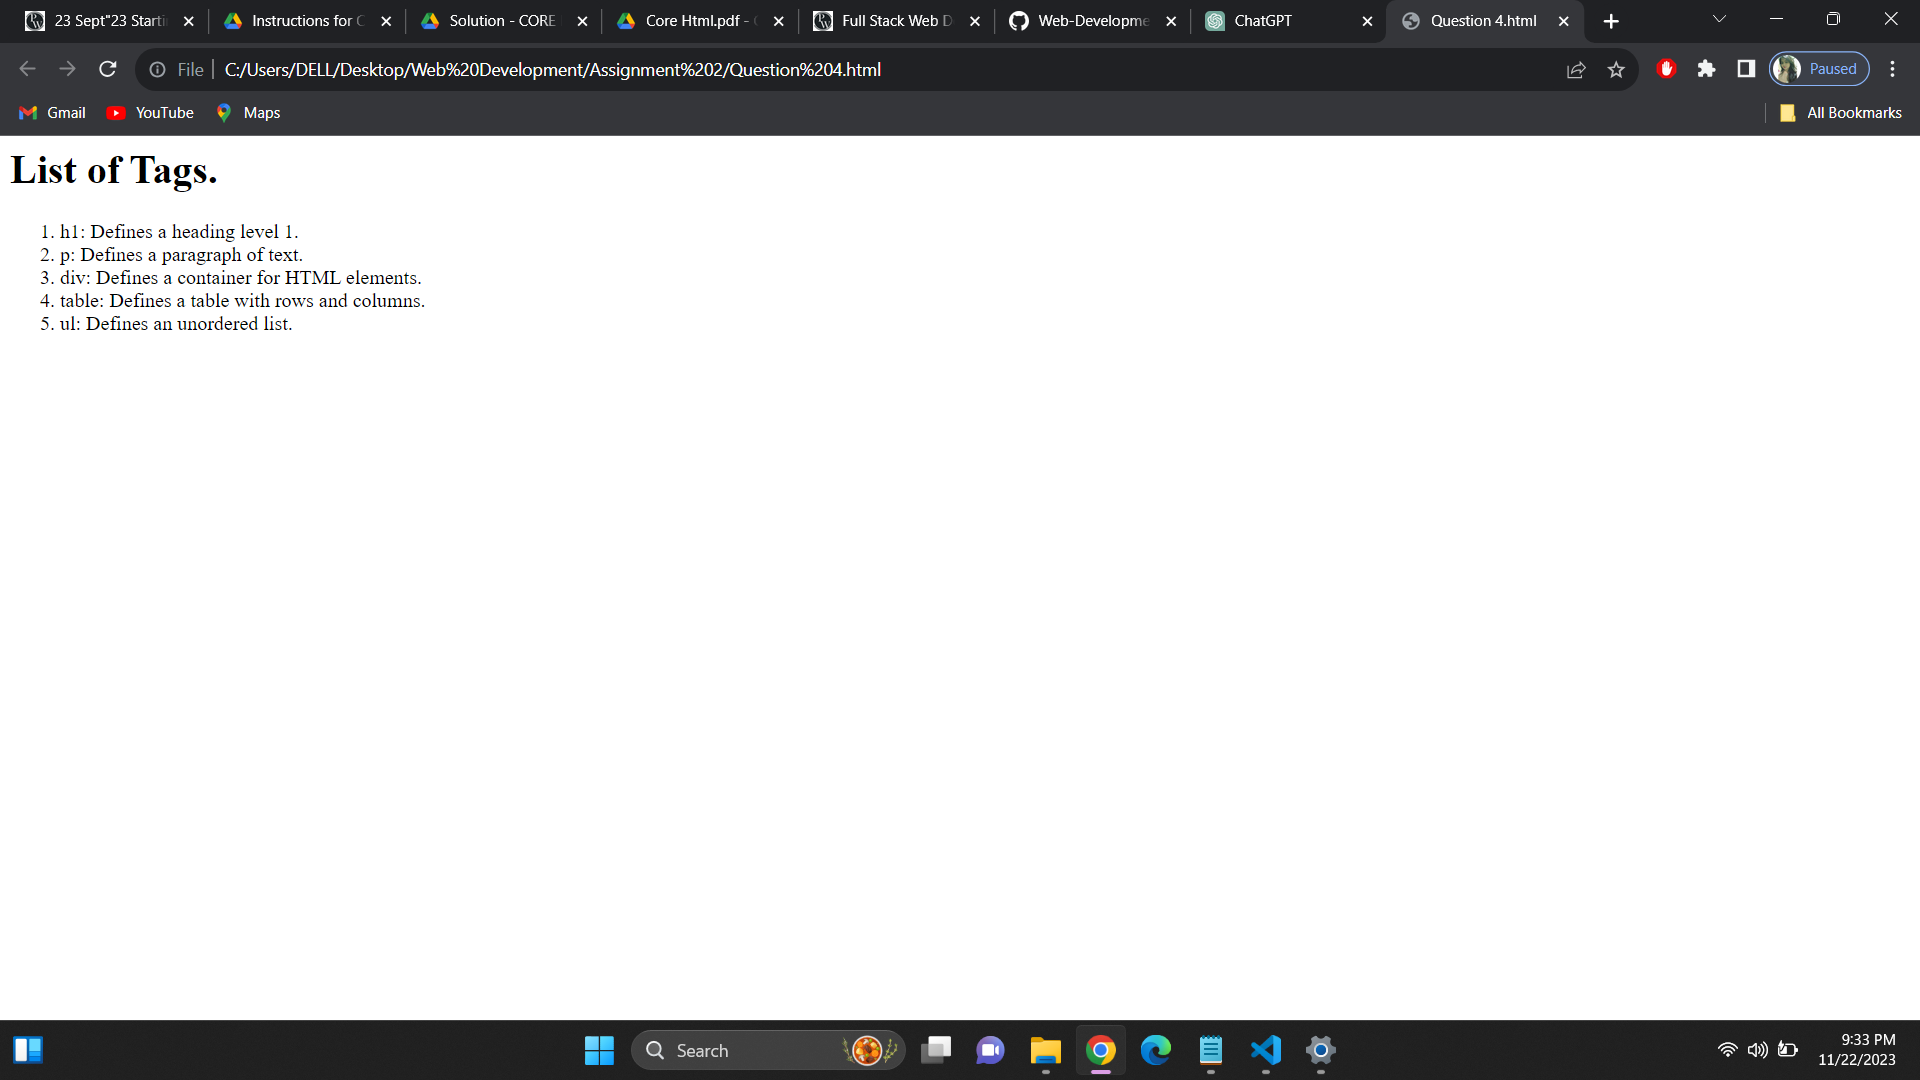 23 Sept"23 Starti
Instructions for C
Solution - CORE
Core Html.pdf -
Full Stack Web D
Web-Developme
ChatGPT
Question 4.html
File
C:/Users/DELL/Desktop/Web%20Development/Assignment%202/Question%204.html
Paused
Gmail
YouTube
Maps
All Bookmarks
List of Tags.
1. h1: Defines a heading level 1.
2. p: Defines a paragraph of text.
3. div: Defines a container for HTML elements.
4. table: Defines a table with rows and columns.
5. ul: Defines an unordered list.
Search
9:33 PM
11/22/2023